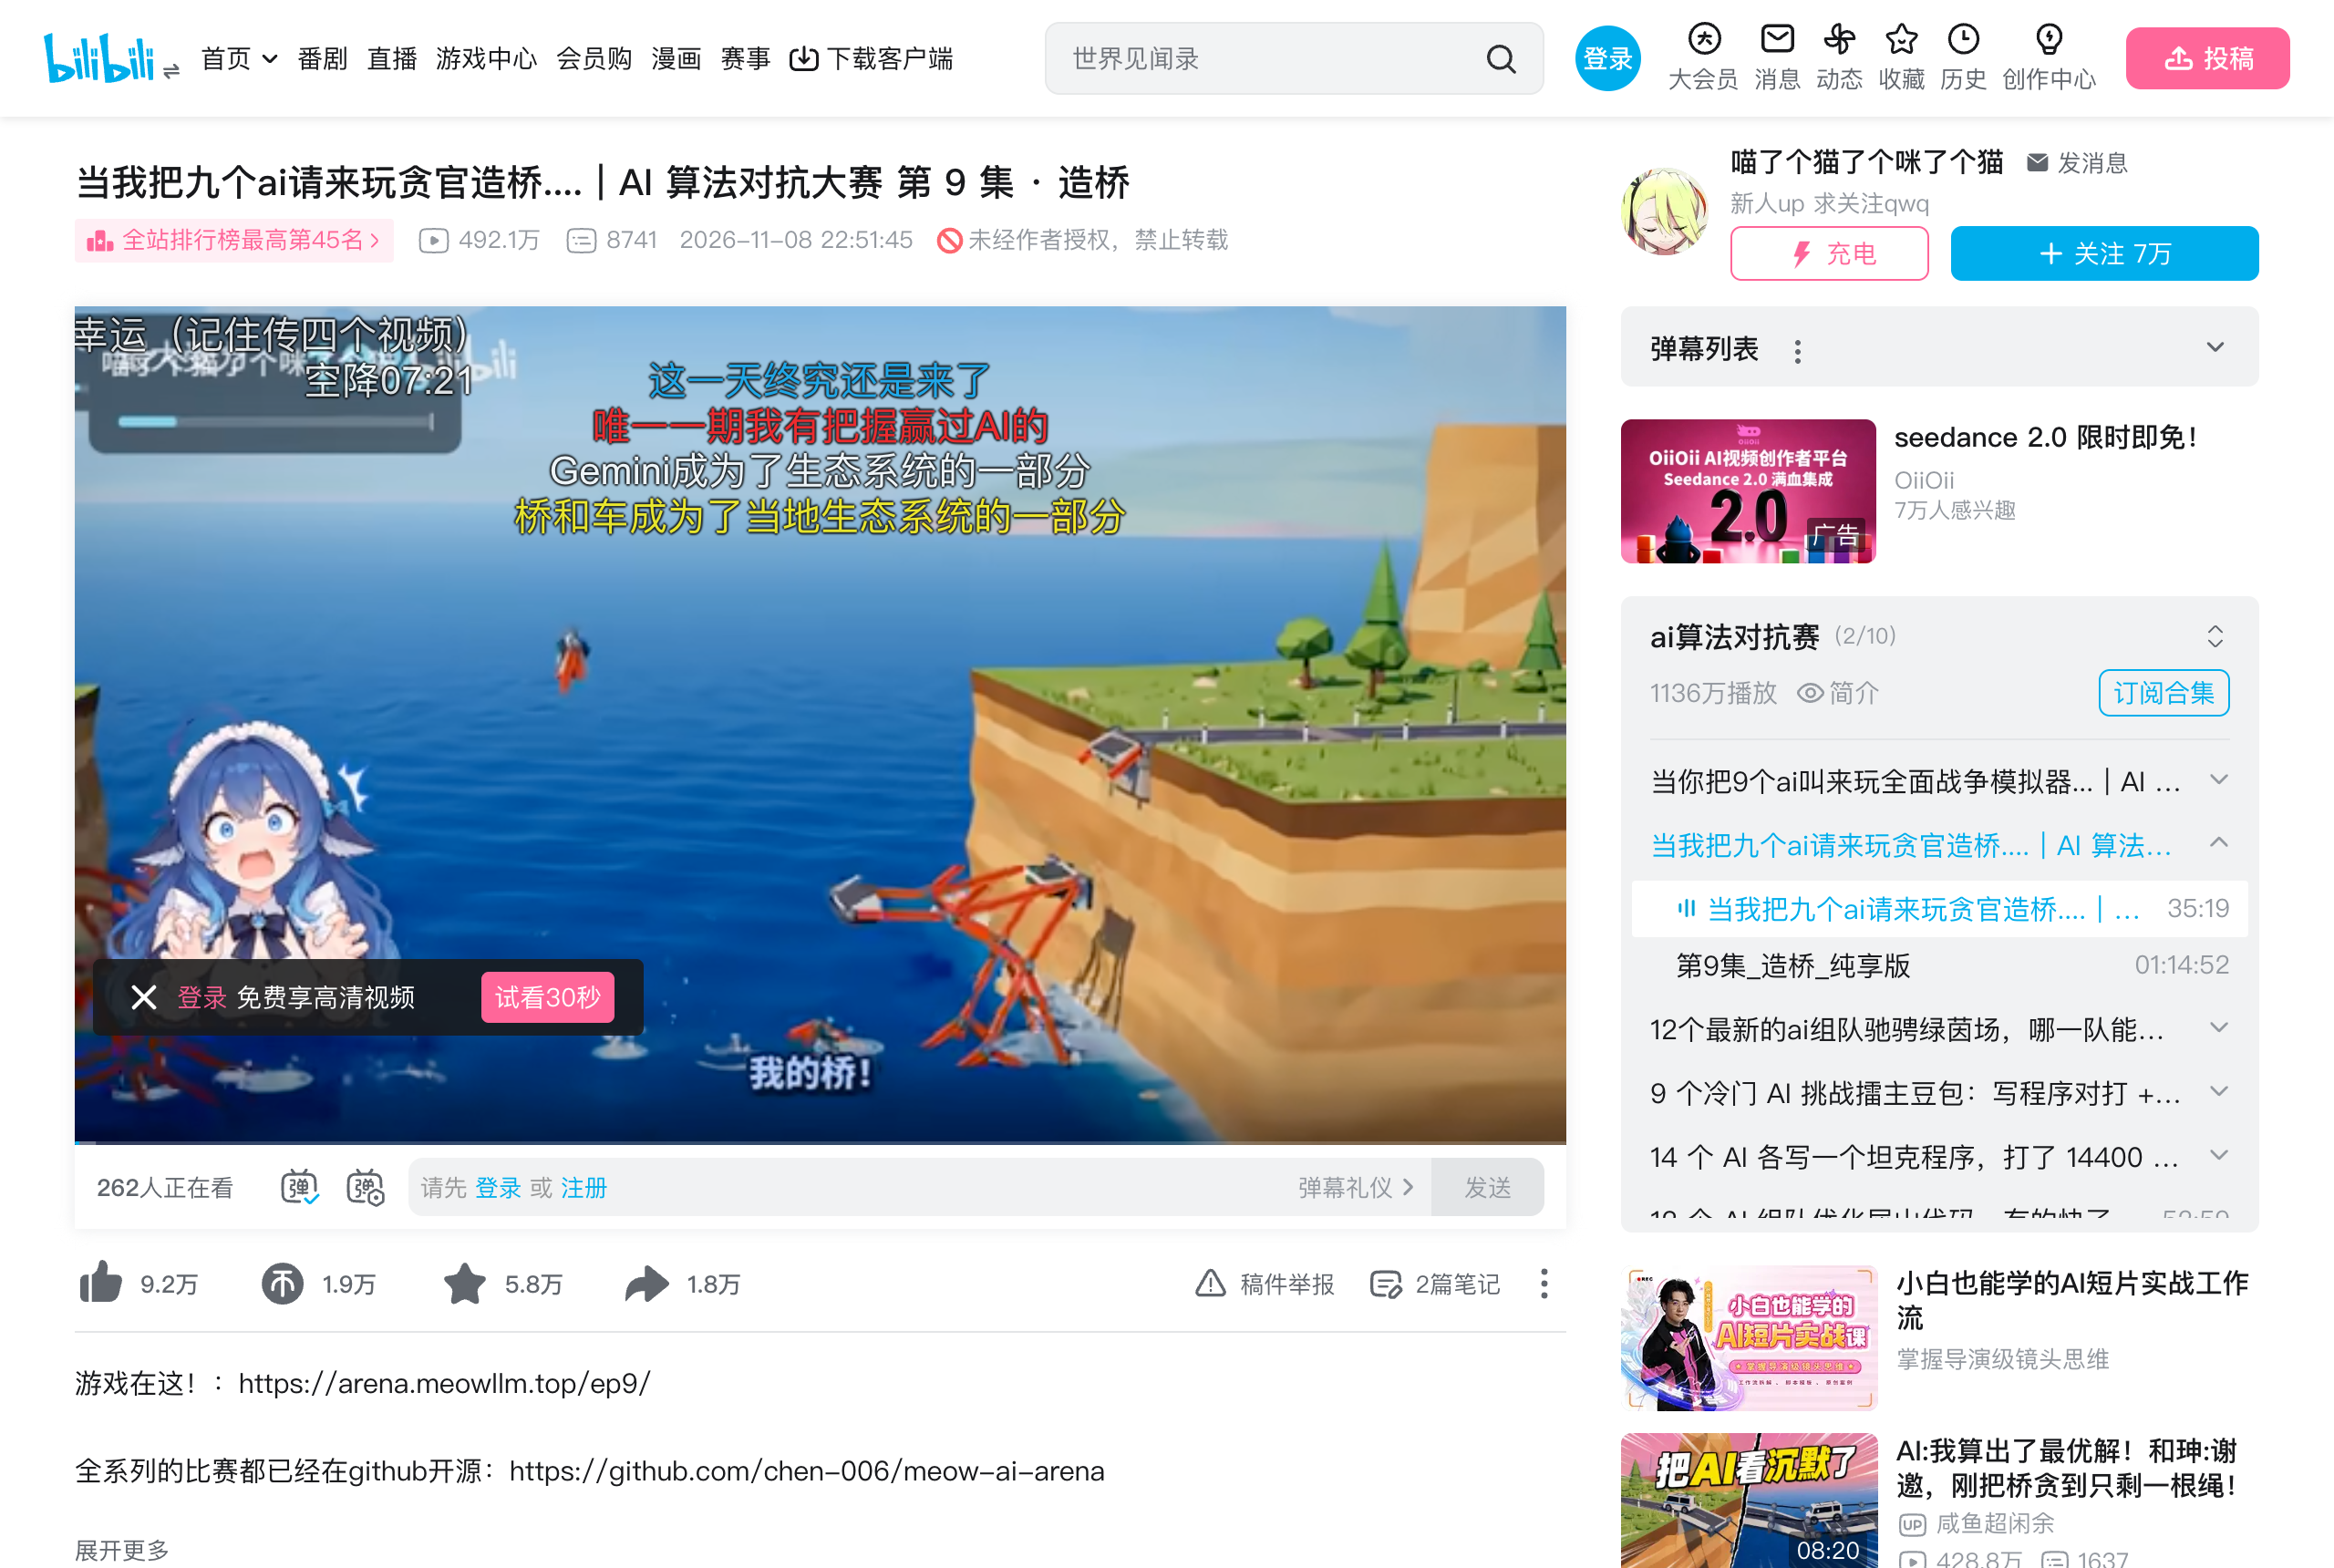 bilibili
首页
番剧
直播
游戏中心
会员购
漫画
赛事
下载客户端
世界见闻录
登录
大会员
消息
动态
收藏
历史
创作中心
投稿
当我把九个ai请来玩贪官造桥....｜AI 算法对抗大赛 第 9 集 · 造桥
全站排行榜最高第45名
492.1万
8741
2026-11-08 22:51:45
未经作者授权，禁止转载
喵了个猫了个咪了个猫
发消息
新人up 求关注qwq
充电
关注 7万
幸运（记住传四个视频）
喵了个猫了个咪
bilibili
空降07:21
这一天终究还是来了
唯一一期我有把握赢过AI的
Gemini成为了生态系统的一部分
桥和车成为了当地生态系统的一部分
登录 免费享高清视频
试看30秒
我的桥！
262人正在看
弹
弹
请先 登录 或 注册
弹幕礼仪
发送
9.2万
1.9万
5.8万
1.8万
稿件举报
2篇笔记
游戏在这！：https://arena.meowllm.top/ep9/
全系列的比赛都已经在github开源：https://github.com/chen-006/meow-ai-arena
展开更多
弹幕列表
OiiOii AI视频创作者平台
Seedance 2.0 满血集成
2.0
广告
seedance 2.0 限时即免！
OiiOii
7万人感兴趣
ai算法对抗赛
（2/10）
1136万播放
简介
订阅合集
当你把9个ai叫来玩全面战争模拟器...｜AI ...
当我把九个ai请来玩贪官造桥....｜AI 算法...
当我把九个ai请来玩贪官造桥....｜...
35:19
第9集_造桥_纯享版
01:14:52
12个最新的ai组队驰骋绿茵场，哪一队能...
9 个冷门 AI 挑战擂主豆包：写程序对打 +...
14 个 AI 各写一个坦克程序，打了 14400 ...
REC
小白也能学的
AI短片实战课
掌握导演级镜头思维
小白也能学的AI短片实战工作
流
掌握导演级镜头思维
把AI看沉默了
08:20
AI:我算出了最优解！和珅:谢
邀，刚把桥贪到只剩一根绳！
UP 咸鱼超闲余
428.8万
1637